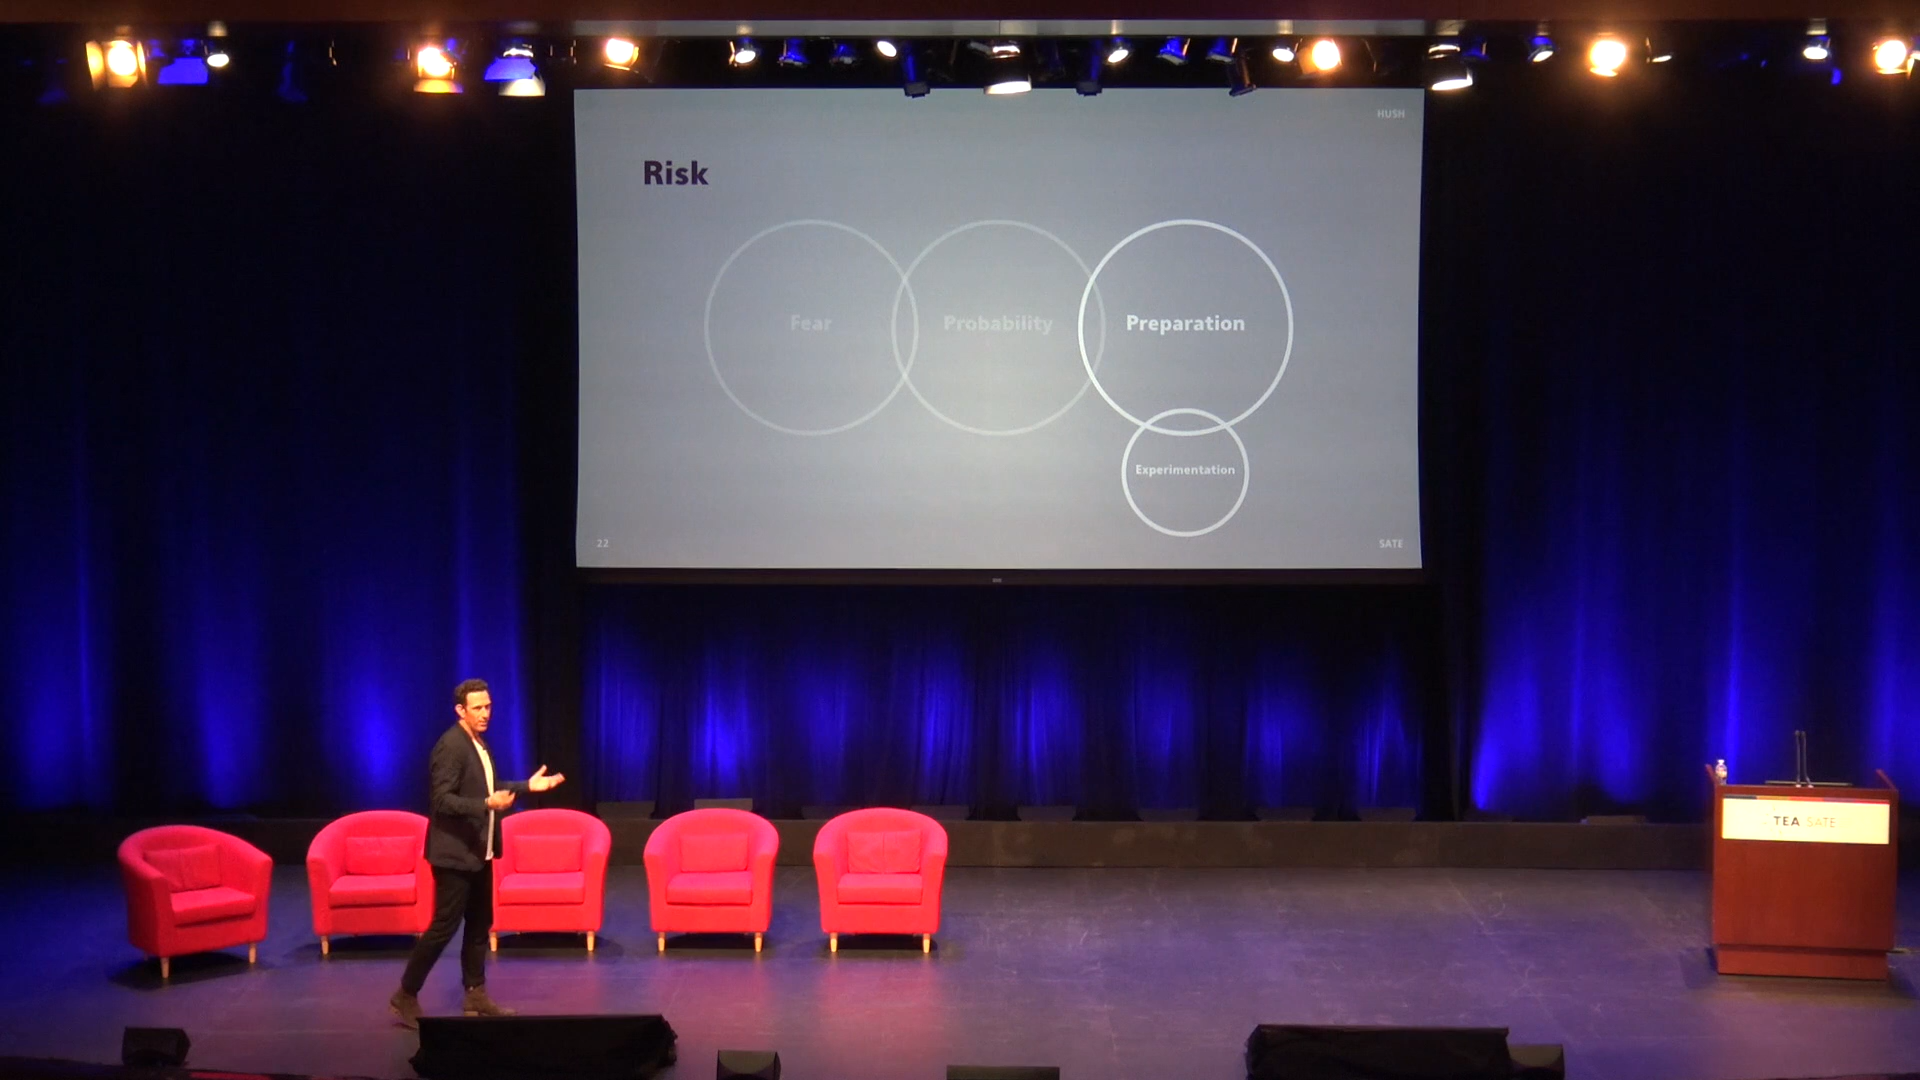 HUSH
Risk
Fear
Probability
Preparation
Experimentation
22
SATE
TEA SATE